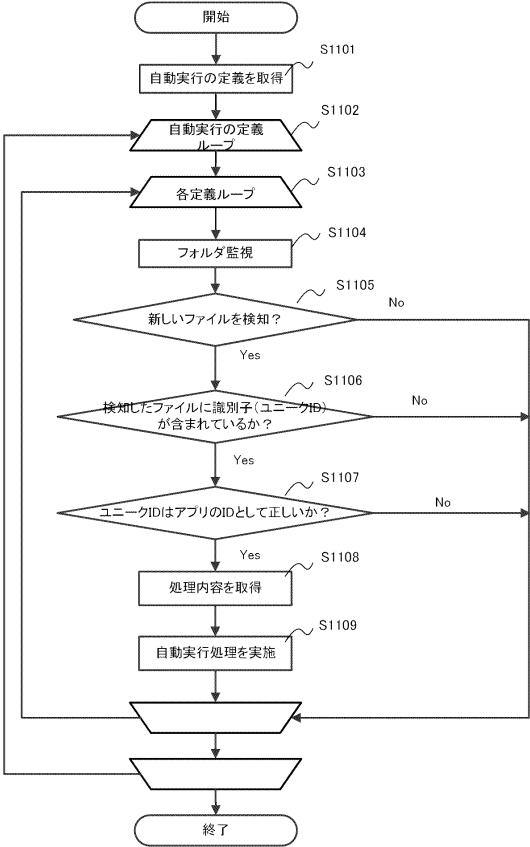 開始
S1101
自動実行の定義を取得
S1102
自動実行の定義
ループ
S1103
各定義ループ
S1104
フォルダ監視
S1105
新しいファイルを検知？
No
Yes
S1106
検知したファイルに識別子（ユニークID）
が含まれているか？
No
Yes
S1107
ユニークIDはアプリのIDとして正しいか？
No
Yes
S1108
処理内容を取得
S1109
自動実行処理を実施
終了